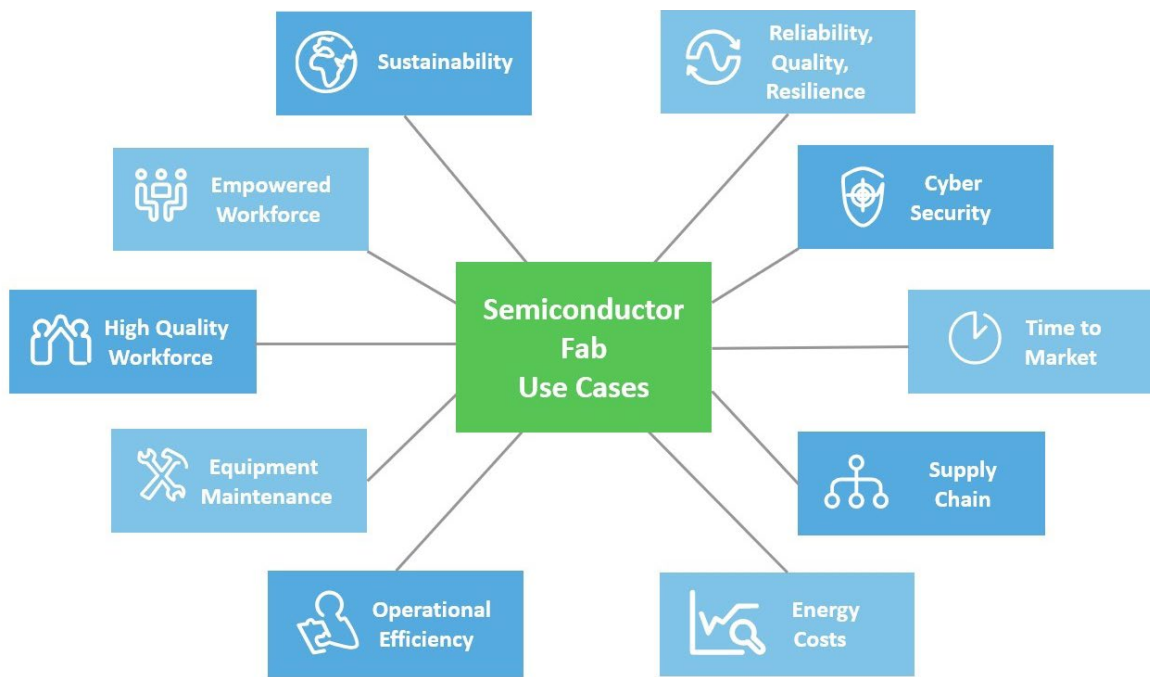 Sustainability
Reliability,
Quality,
Resilience
Empowered
Workforce
Cyber
Security
High Quality
Workforce
Semiconductor
Fab
Use Cases
Time to
Market
Equipment
Maintenance
Supply
Chain
Operational
Efficiency
Energy
Costs